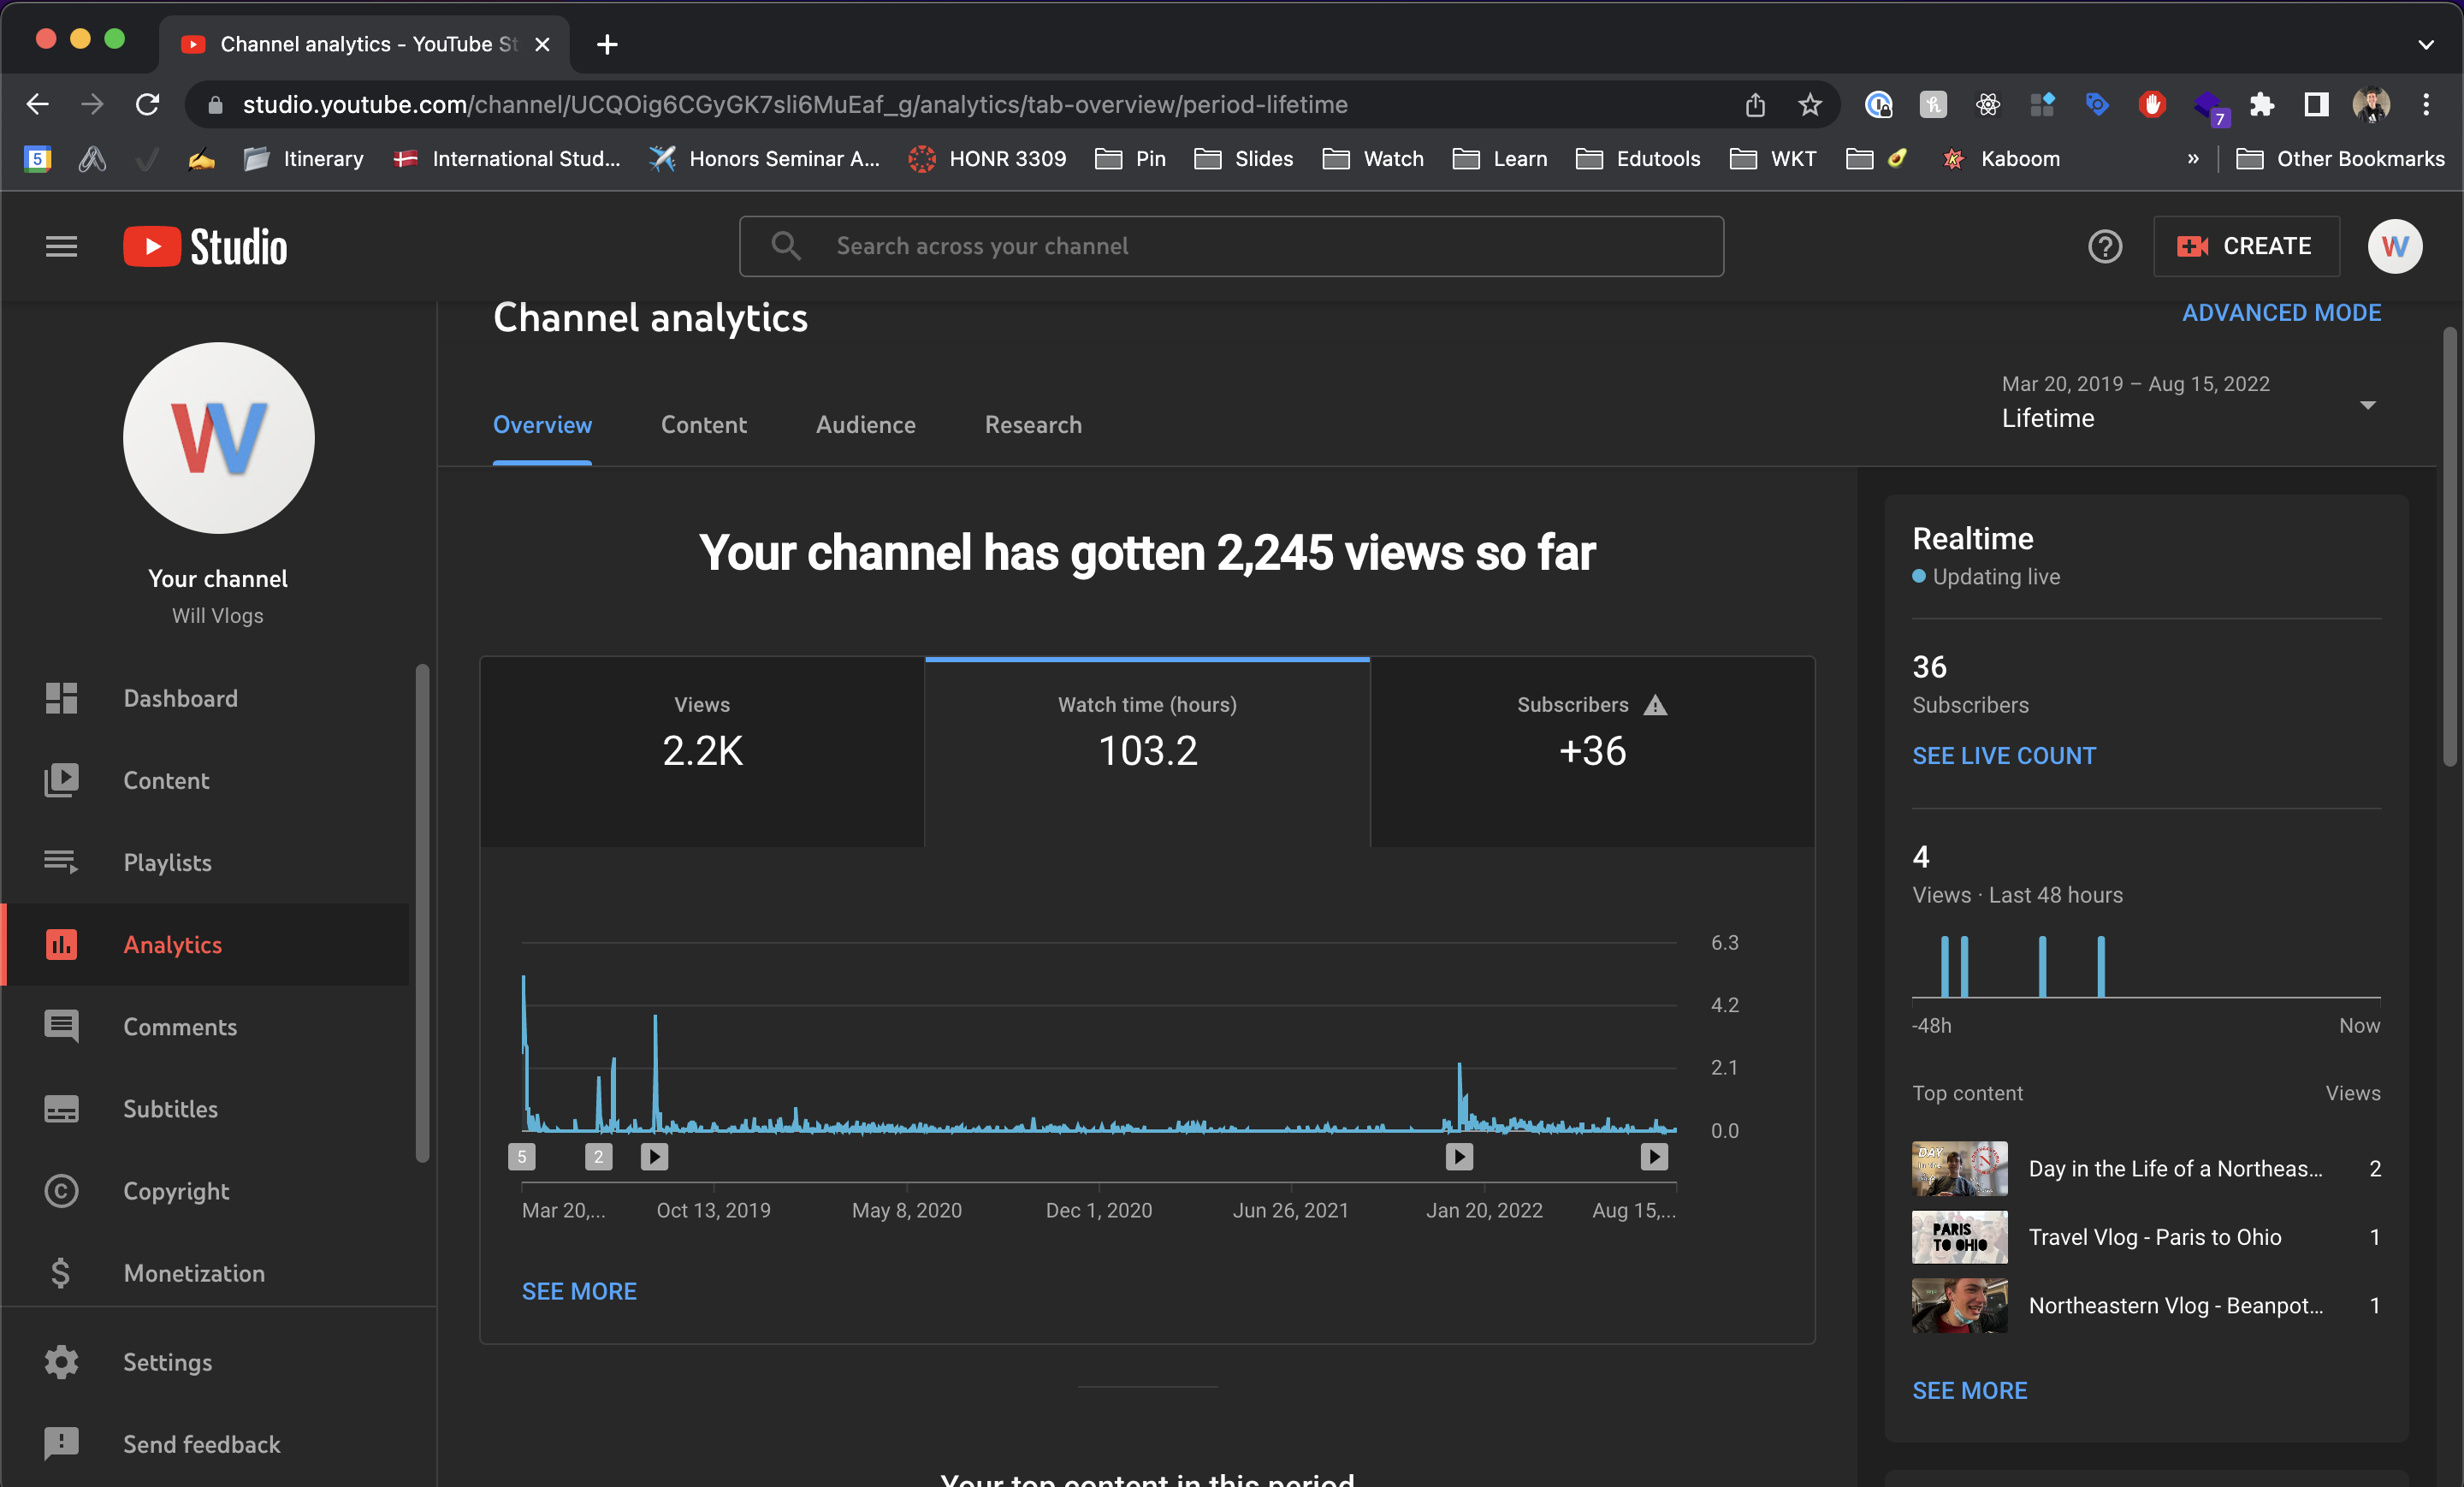 Channel analytics - YouTube St
studio.youtube.com/channel/UCQOig6CGyGK7sli6MuEaf_g/analytics/tab-overview/period-lifetime
7
5
Itinerary
International Stud...
Honors Seminar A...
HONR 3309
Pin
Slides
Watch
Learn
Edutools
WKT
Kaboom
»
Other Bookmarks
Studio
Search across your channel
CREATE
W
Channel analytics
ADVANCED MODE
Overview
Content
Audience
Research
Mar 20, 2019 – Aug 15, 2022
Lifetime
W
Your channel
Will Vlogs
Dashboard
Content
Playlists
Analytics
Comments
Subtitles
Copyright
Monetization
Settings
Send feedback
Your channel has gotten 2,245 views so far
Views
2.2K
Watch time (hours)
103.2
Subscribers
+36
6.3
4.2
2.1
0.0
5
2
Mar 20,...
Oct 13, 2019
May 8, 2020
Dec 1, 2020
Jun 26, 2021
Jan 20, 2022
Aug 15,...
SEE MORE
Your top content in this period
Realtime
Updating live
36
Subscribers
SEE LIVE COUNT
4
Views · Last 48 hours
-48h
Now
Top content
Views
DAY
Day in the Life of a Northeas...
2
PARIS
TO OHIO
Travel Vlog - Paris to Ohio
1
Northeastern Vlog - Beanpot...
1
SEE MORE